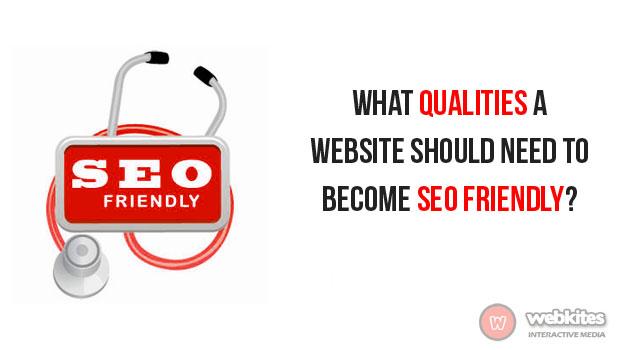 SEO
FRIENDLY
WHAT QUALITIES A
WEBSITE SHOULD NEED TO
BECOME SEO FRIENDLY?
W webkites
INTERACTIVE MEDIA